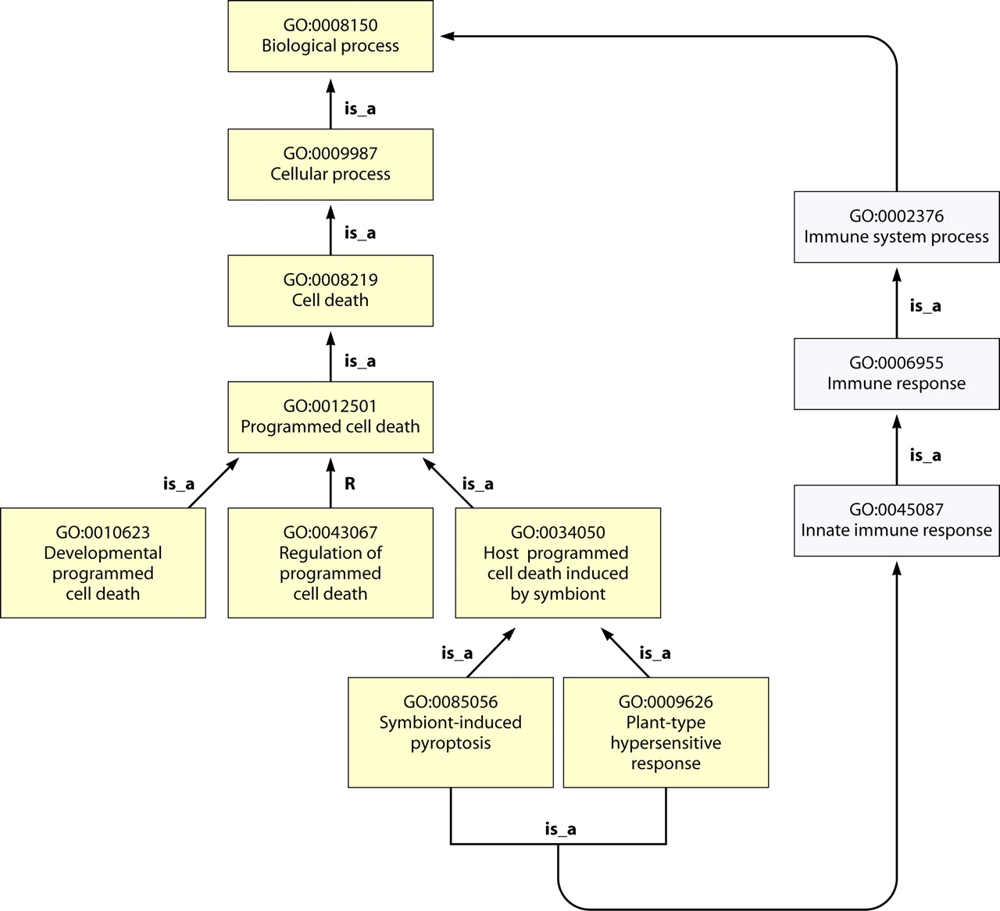 GO:0008150
Biological process
is_a
GO:0009987
Cellular process
is_a
GO:0008219
Cell death
is_a
GO:0012501
Programmed cell death
is_a
R
is_a
GO:0010623
Developmental
programmed
cell death
GO:0043067
Regulation of
programmed
cell death
GO:0034050
Host programmed
cell death induced
by symbiont
is_a
is_a
GO:0085056
Symbiont-induced
pyroptosis
GO:0009626
Plant-type
hypersensitive
response
is_a
GO:0002376
Immune system process
is_a
GO:0006955
Immune response
is_a
GO:0045087
Innate immune response